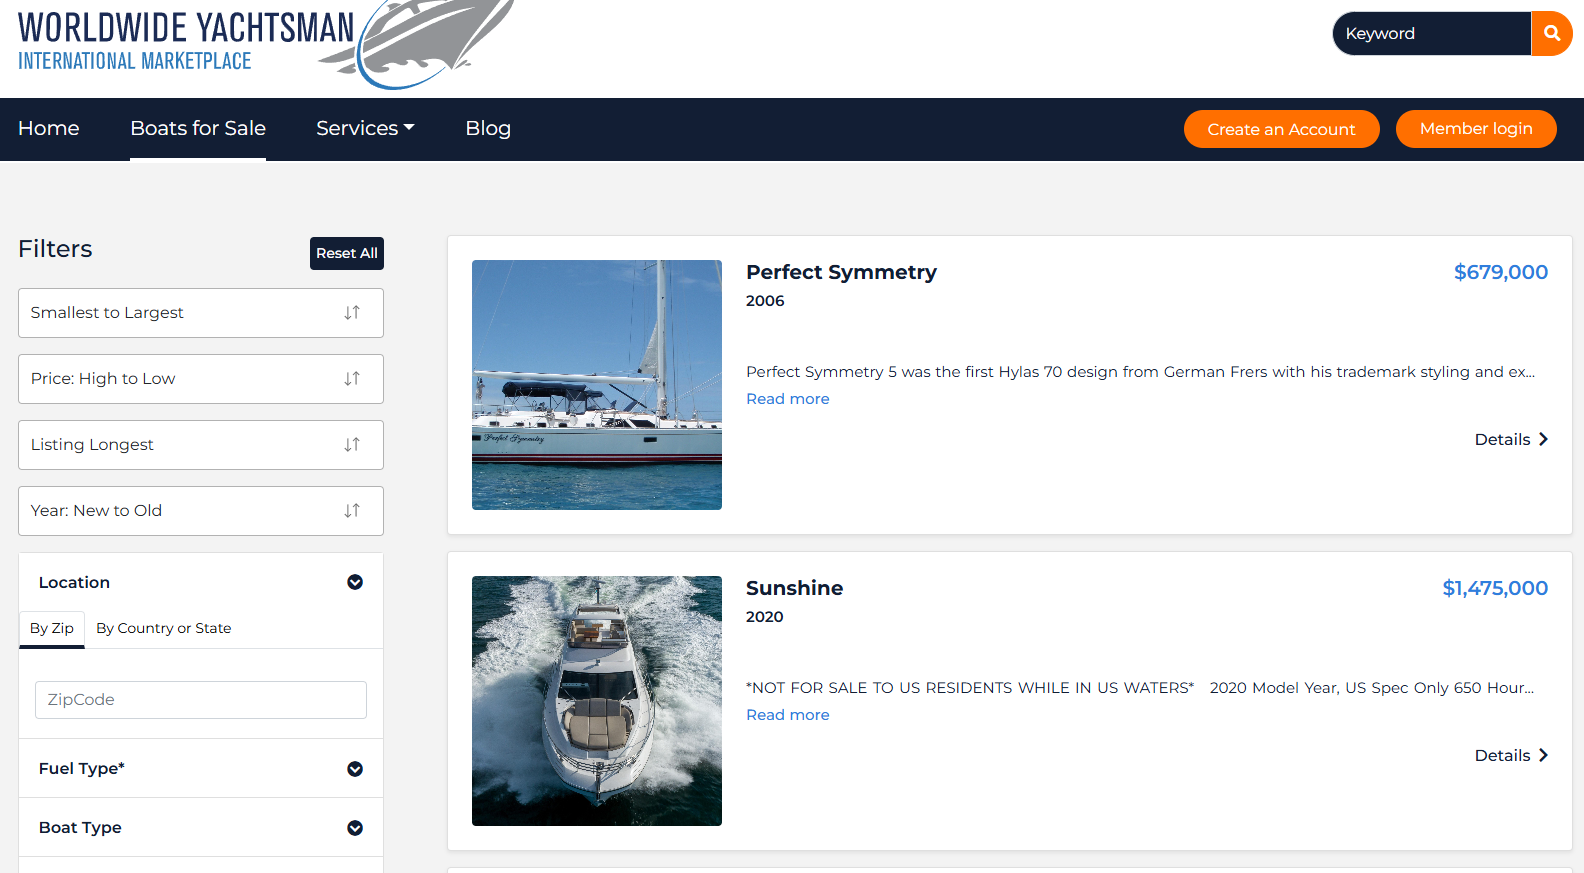 WORLDWIDE YACHTSMAN
INTERNATIONAL MARKETPLACE
Keyword
Home
Boats for Sale
Services
Blog
Create an Account
Member login
Filters
Reset All
Smallest to Largest
Price: High to Low
Listing Longest
Year: New to Old
Location
By Zip
By Country or State
ZipCode
Fuel Type*
Boat Type
Perfect Symmetry
$679,000
2006
Perfect Symmetry 5 was the first Hylas 70 design from German Frers with his trademark styling and ex...
Read more
Details
Perfect Symmetry
Sunshine
$1,475,000
2020
*NOT FOR SALE TO US RESIDENTS WHILE IN US WATERS* 2020 Model Year, US Spec Only 650 Hour...
Read more
Details